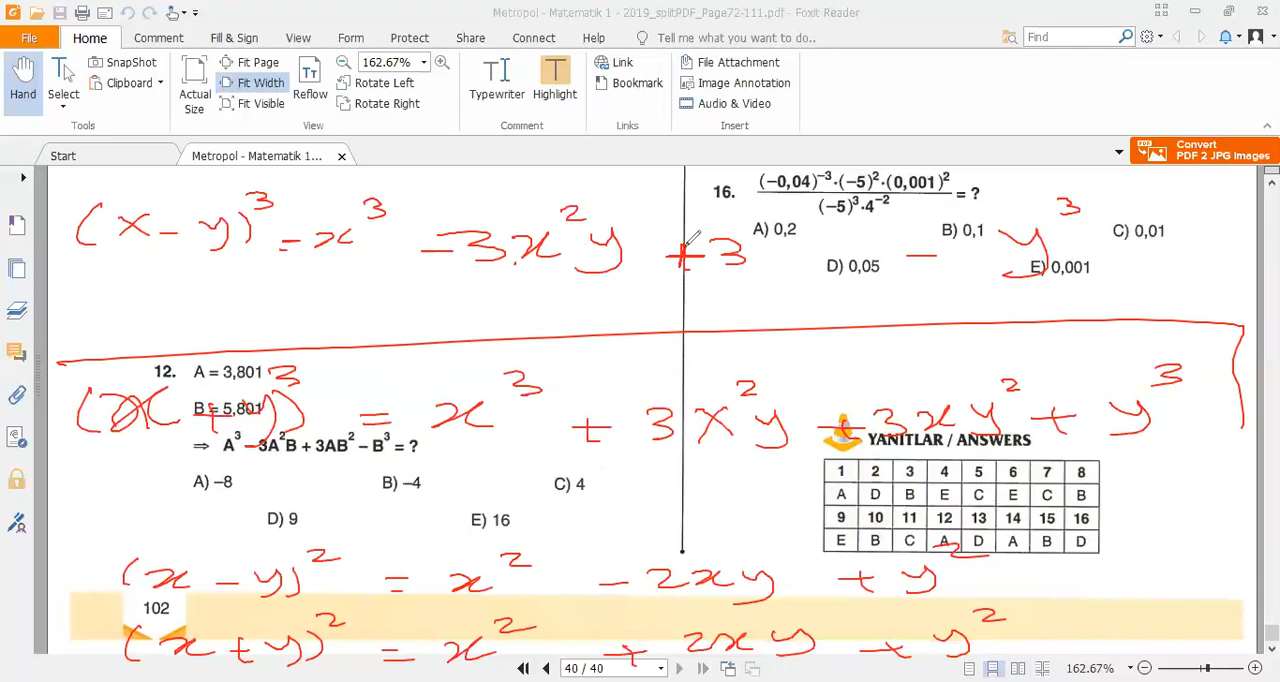 Metropol - Matematik 1 - 2019_splitPDF_Page72-111.pdf - Foxit Reader
File Home Comment Fill & Sign View Form Protect Share Connect Help Tell me what you want to do.. Find
Hand
Select
SnapShot
Clipboard
Actual Size
Fit Page
Fit Width
Fit Visible
Reflow
162.67%
Rotate Left
Rotate Right
Typewriter
Highlight
Link
Bookmark
File Attachment
Image Annotation
Audio & Video
Tools View Comment Links Insert
Start
Metropol - Matematik 1...
Convert
PDF 2 JPG Images
(x - y)³ = x³ - 3.x²y + 3 - y³
16. (-0,04)⁻³·(-5)²·(0,001)² / (-5)³·4⁻² = ?
A) 0,2 B) 0,1 C) 0,01
D) 0,05 E) 0,001
12. A = 3,801
B = 5,801
⇒ A³ - 3A²B + 3AB² - B³ = ?
A) -8 B) -4 C) 4
D) 9 E) 16
(x + y)³ = x³ + 3x²y + 3xy² + y³
YANITLAR / ANSWERS
1 2 3 4 5 6 7 8
A D B E C E C B
9 10 11 12 13 14 15 16
E B C A D A B D
(x - y)² = x² - 2xy + y²
102
(x + y)² = x² + 2xy + y²
40 / 40
162.67%